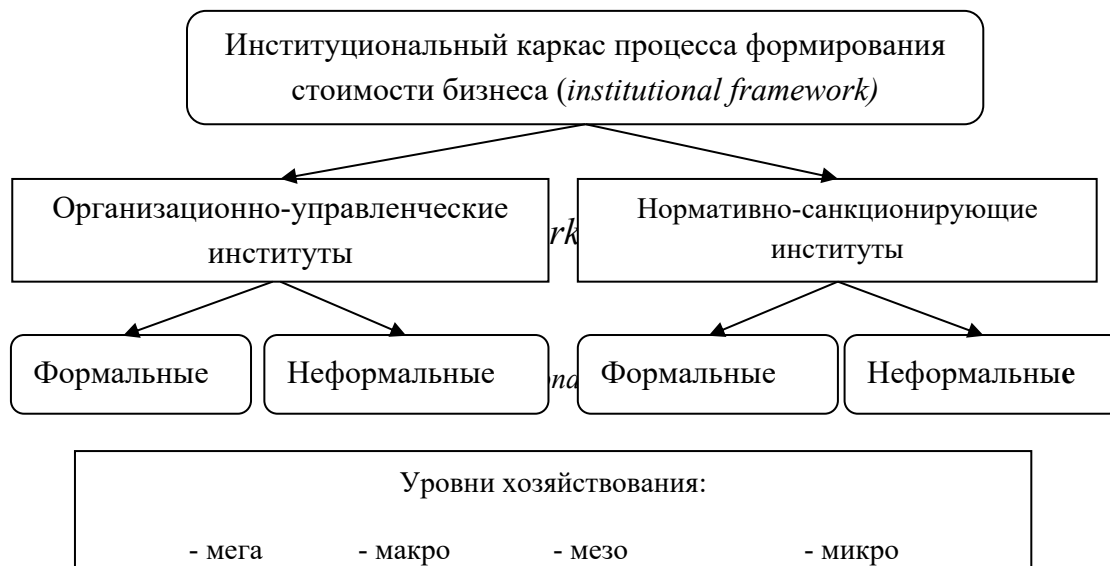 Институциональный каркас процесса формирования
стоимости бизнеса (institutional framework)
Организационно-управленческие
институты
Нормативно-санкционирующие
институты
rk
Формальные
Неформальные
Формальные
Неформальные
Уровни хозяйствования:
- мега - макро - мезо - микро